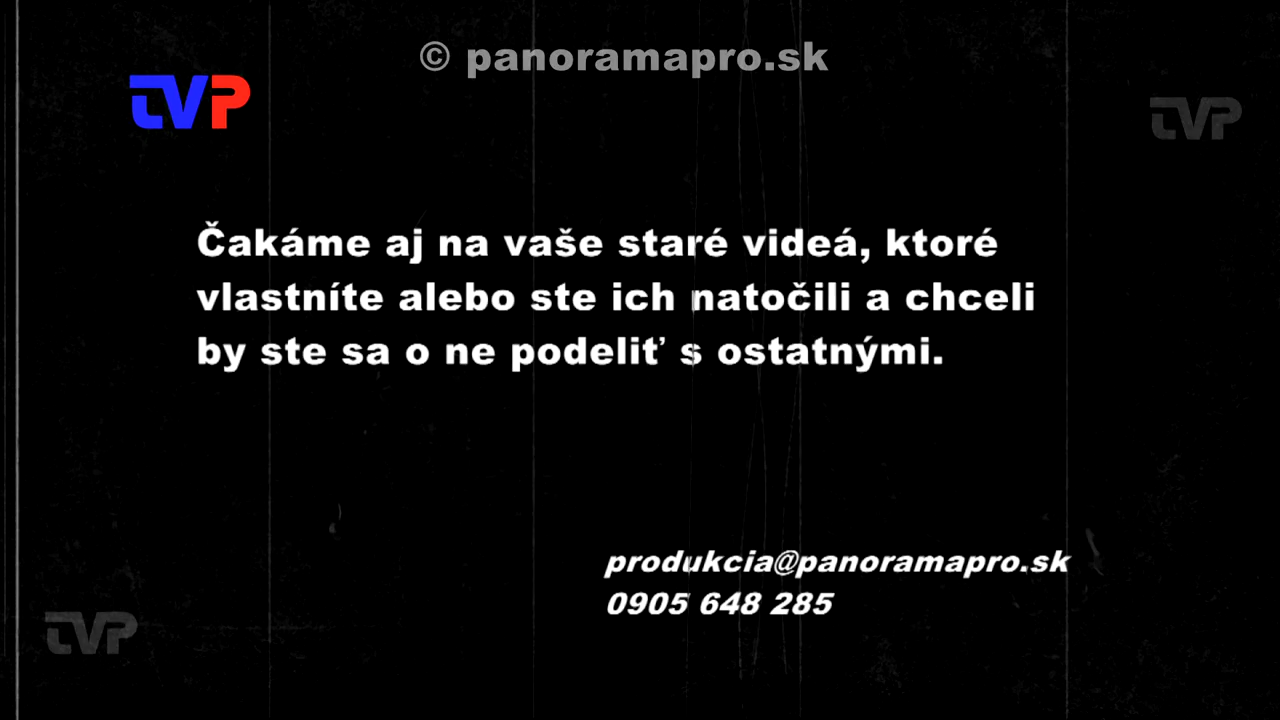 © panoramapro.sk
TVP
TVP
Čakáme aj na vaše staré videá, ktoré
vlastníte alebo ste ich natočili a chceli
by ste sa o ne podeliť s ostatnými.
produkcia@panoramapro.sk
0905 648 285
TVP